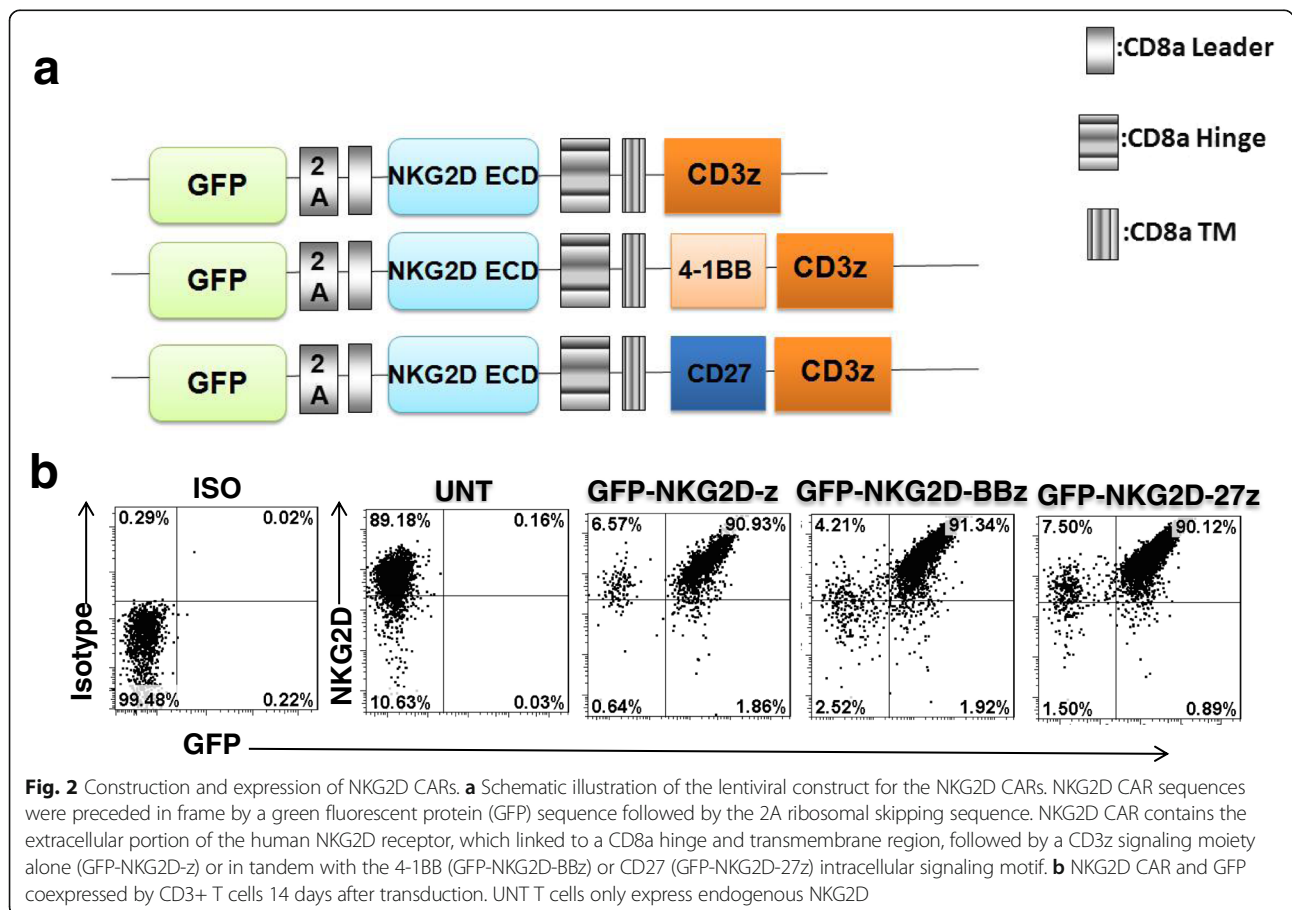 a
:CD8a Leader
:CD8a Hinge
:CD8a TM
GFP 2A NKG2D ECD CD3z
GFP 2A NKG2D ECD 4-1BB CD3z
GFP 2A NKG2D ECD CD27 CD3z
b
ISO UNT GFP-NKG2D-z GFP-NKG2D-BBz GFP-NKG2D-27z
Isotype
NKG2D
0.29% 0.02% 89.18% 0.16% 6.57% 90.93% 4.21% 91.34% 7.50% 90.12%
99.48% 0.22% 10.63% 0.03% 0.64% 1.86% 2.52% 1.92% 1.50% 0.89%
GFP
Fig. 2 Construction and expression of NKG2D CARs. a Schematic illustration of the lentiviral construct for the NKG2D CARs. NKG2D CAR sequences
were preceded in frame by a green fluorescent protein (GFP) sequence followed by the 2A ribosomal skipping sequence. NKG2D CAR contains the
extracellular portion of the human NKG2D receptor, which linked to a CD8a hinge and transmembrane region, followed by a CD3z signaling moiety
alone (GFP-NKG2D-z) or in tandem with the 4-1BB (GFP-NKG2D-BBz) or CD27 (GFP-NKG2D-27z) intracellular signaling motif. b NKG2D CAR and GFP
coexpressed by CD3+ T cells 14 days after transduction. UNT T cells only express endogenous NKG2D